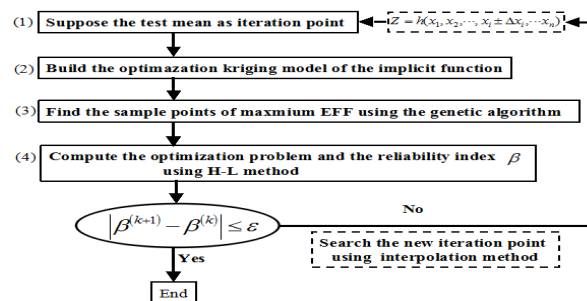 (1) Suppose the test mean as iteration point
Z = h(x₁, x₂, ···, xᵢ ± Δxᵢ, ··· xₙ)
(2) Build the optimazation kriging model of the implicit function
(3) Find the sample points of maxmium EFF using the genetic algorithm
(4) Compute the optimization problem and the reliability index β
using H-L method
|β⁽ᵏ⁺¹⁾ − β⁽ᵏ⁾| ≤ ε
No
Search the new iteration point
using interpolation method
Yes
End